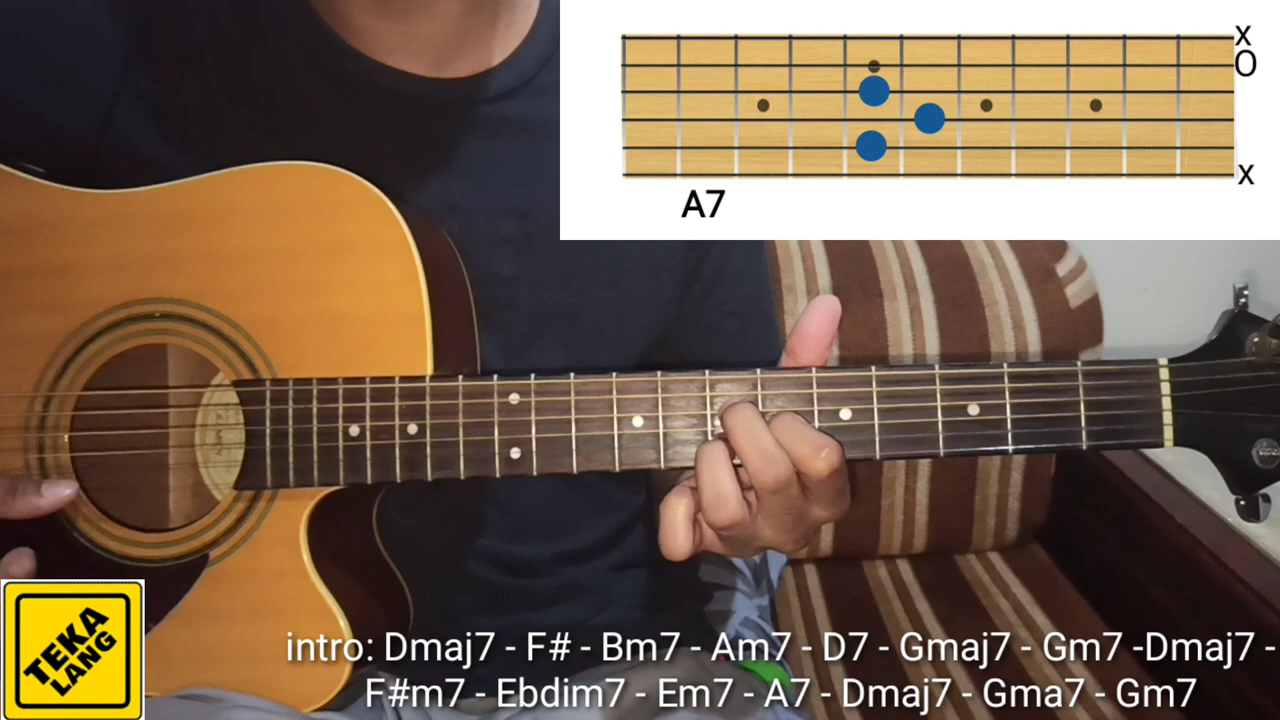 x
O
x
A7
TEKA
LANG
intro: Dmaj7 - F# - Bm7 - Am7 - D7 - Gmaj7 - Gm7 -Dmaj7 -
F#m7 - Ebdim7 - Em7 - A7 - Dmaj7 - Gma7 - Gm7